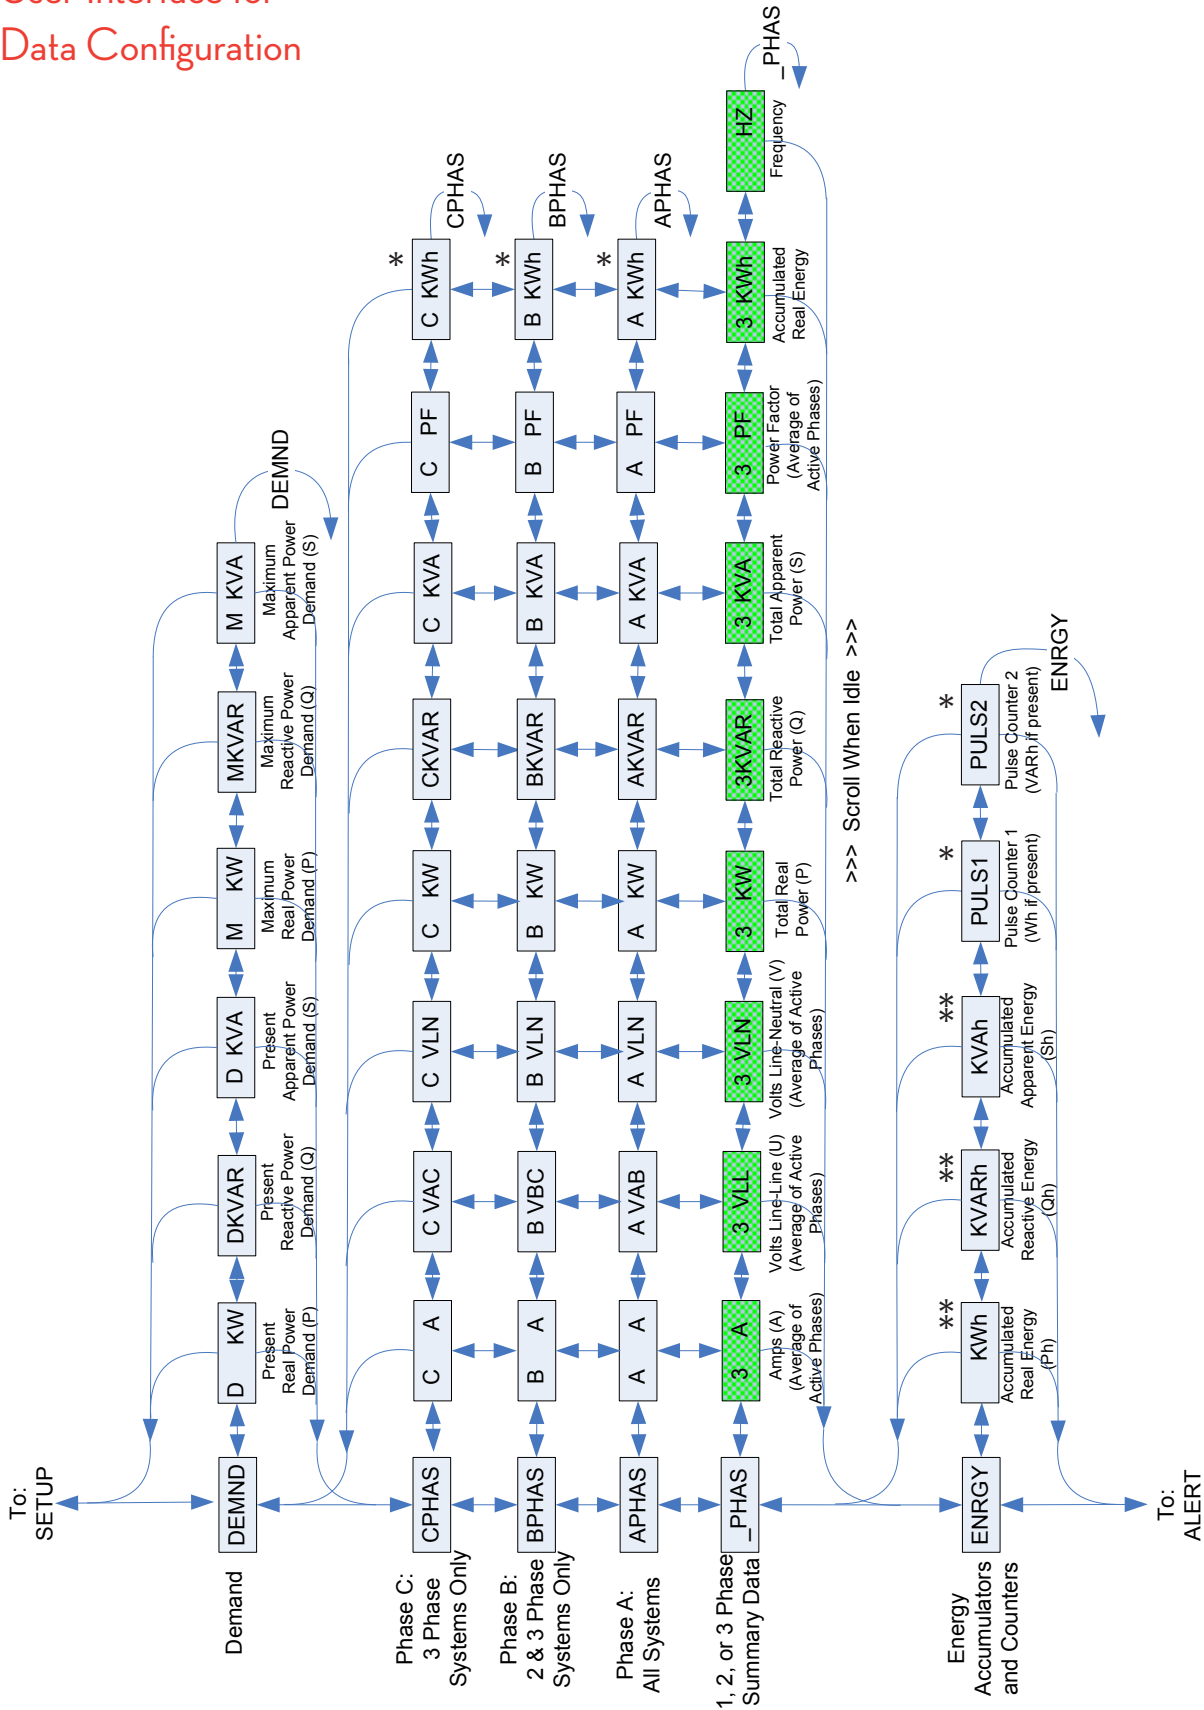 User Interface for
Data Configuration
To:
SETUP
Demand
DEMND
D KW
Present
Real Power
Demand (P)
DKVAR
Present
Reactive Power
Demand (Q)
D KVA
Present
Apparent Power
Demand (S)
M KW
Maximum
Real Power
Demand (P)
MKVAR
Maximum
Reactive Power
Demand (Q)
M KVA
Maximum
Apparent Power
Demand (S)
DEMND
Phase C:
3 Phase
Systems Only
CPHAS
C A
C VAC
C VLN
C KW
CKVAR
C KVA
C PF
C KWh
*
CPHAS
Phase B:
2 & 3 Phase
Systems Only
BPHAS
B A
B VBC
B VLN
B KW
BKVAR
B KVA
B PF
B KWh
*
BPHAS
Phase A:
All Systems
APHAS
A A
A VAB
A VLN
A KW
AKVAR
A KVA
A PF
A KWh
*
APHAS
1, 2, or 3 Phase
Summary Data
_PHAS
3 A
Amps (A)
(Average of
Active Phases)
3 VLL
Volts Line-Line (U)
(Average of Active
Phases)
3 VLN
Volts Line-Neutral (V)
(Average of Active
Phases)
3 KW
Total Real
Power (P)
3KVAR
Total Reactive
Power (Q)
3 KVA
Total Apparent
Power (S)
3 PF
Power Factor
(Average of
Active Phases)
3 KWh
Accumulated
Real Energy
HZ
Frequency
_PHAS
>>> Scroll When Idle >>>
Energy
Accumulators
and Counters
ENRGY
KWh
**
Accumulated
Real Energy
(Ph)
KVARh
**
Accumulated
Reactive Energy
(Qh)
KVAh
**
Accumulated
Apparent Energy
(Sh)
PULS1
*
Pulse Counter 1
(Wh if present)
PULS2
*
Pulse Counter 2
(VARh if present)
ENRGY
To:
ALERT